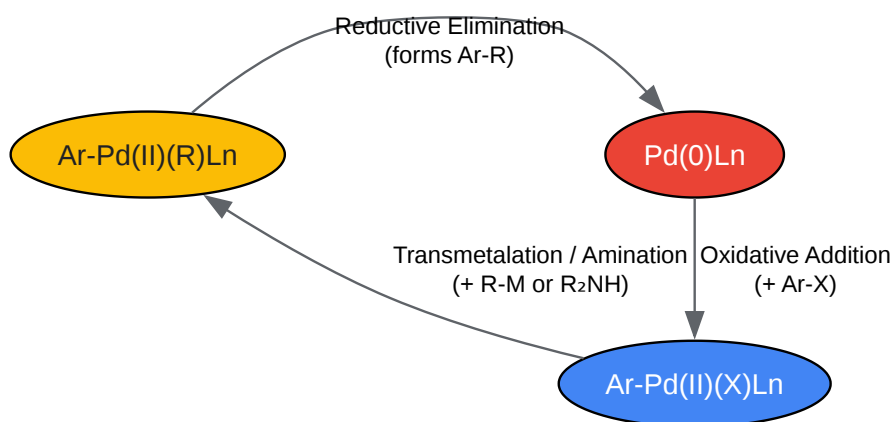 Reductive Elimination
(forms Ar-R)
Ar-Pd(II)(R)Ln
Pd(0)Ln
Transmetalation / Amination
(+ R-M or R₂NH)
Oxidative Addition
(+ Ar-X)
Ar-Pd(II)(X)Ln